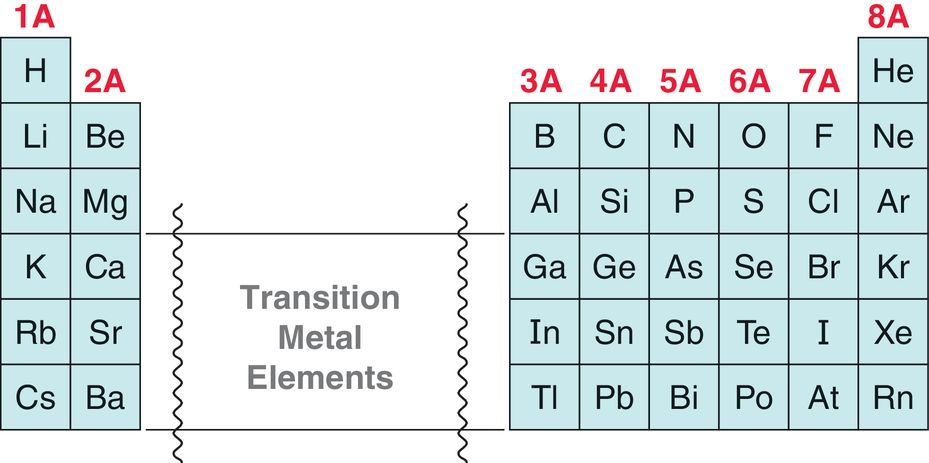 1A 8A
H 2A 3A 4A 5A 6A 7A He
Li Be B C N O F Ne
Na Mg Al Si P S Cl Ar
K Ca Ga Ge As Se Br Kr
Transition
Metal
Elements
Rb Sr In Sn Sb Te I Xe
Cs Ba Tl Pb Bi Po At Rn